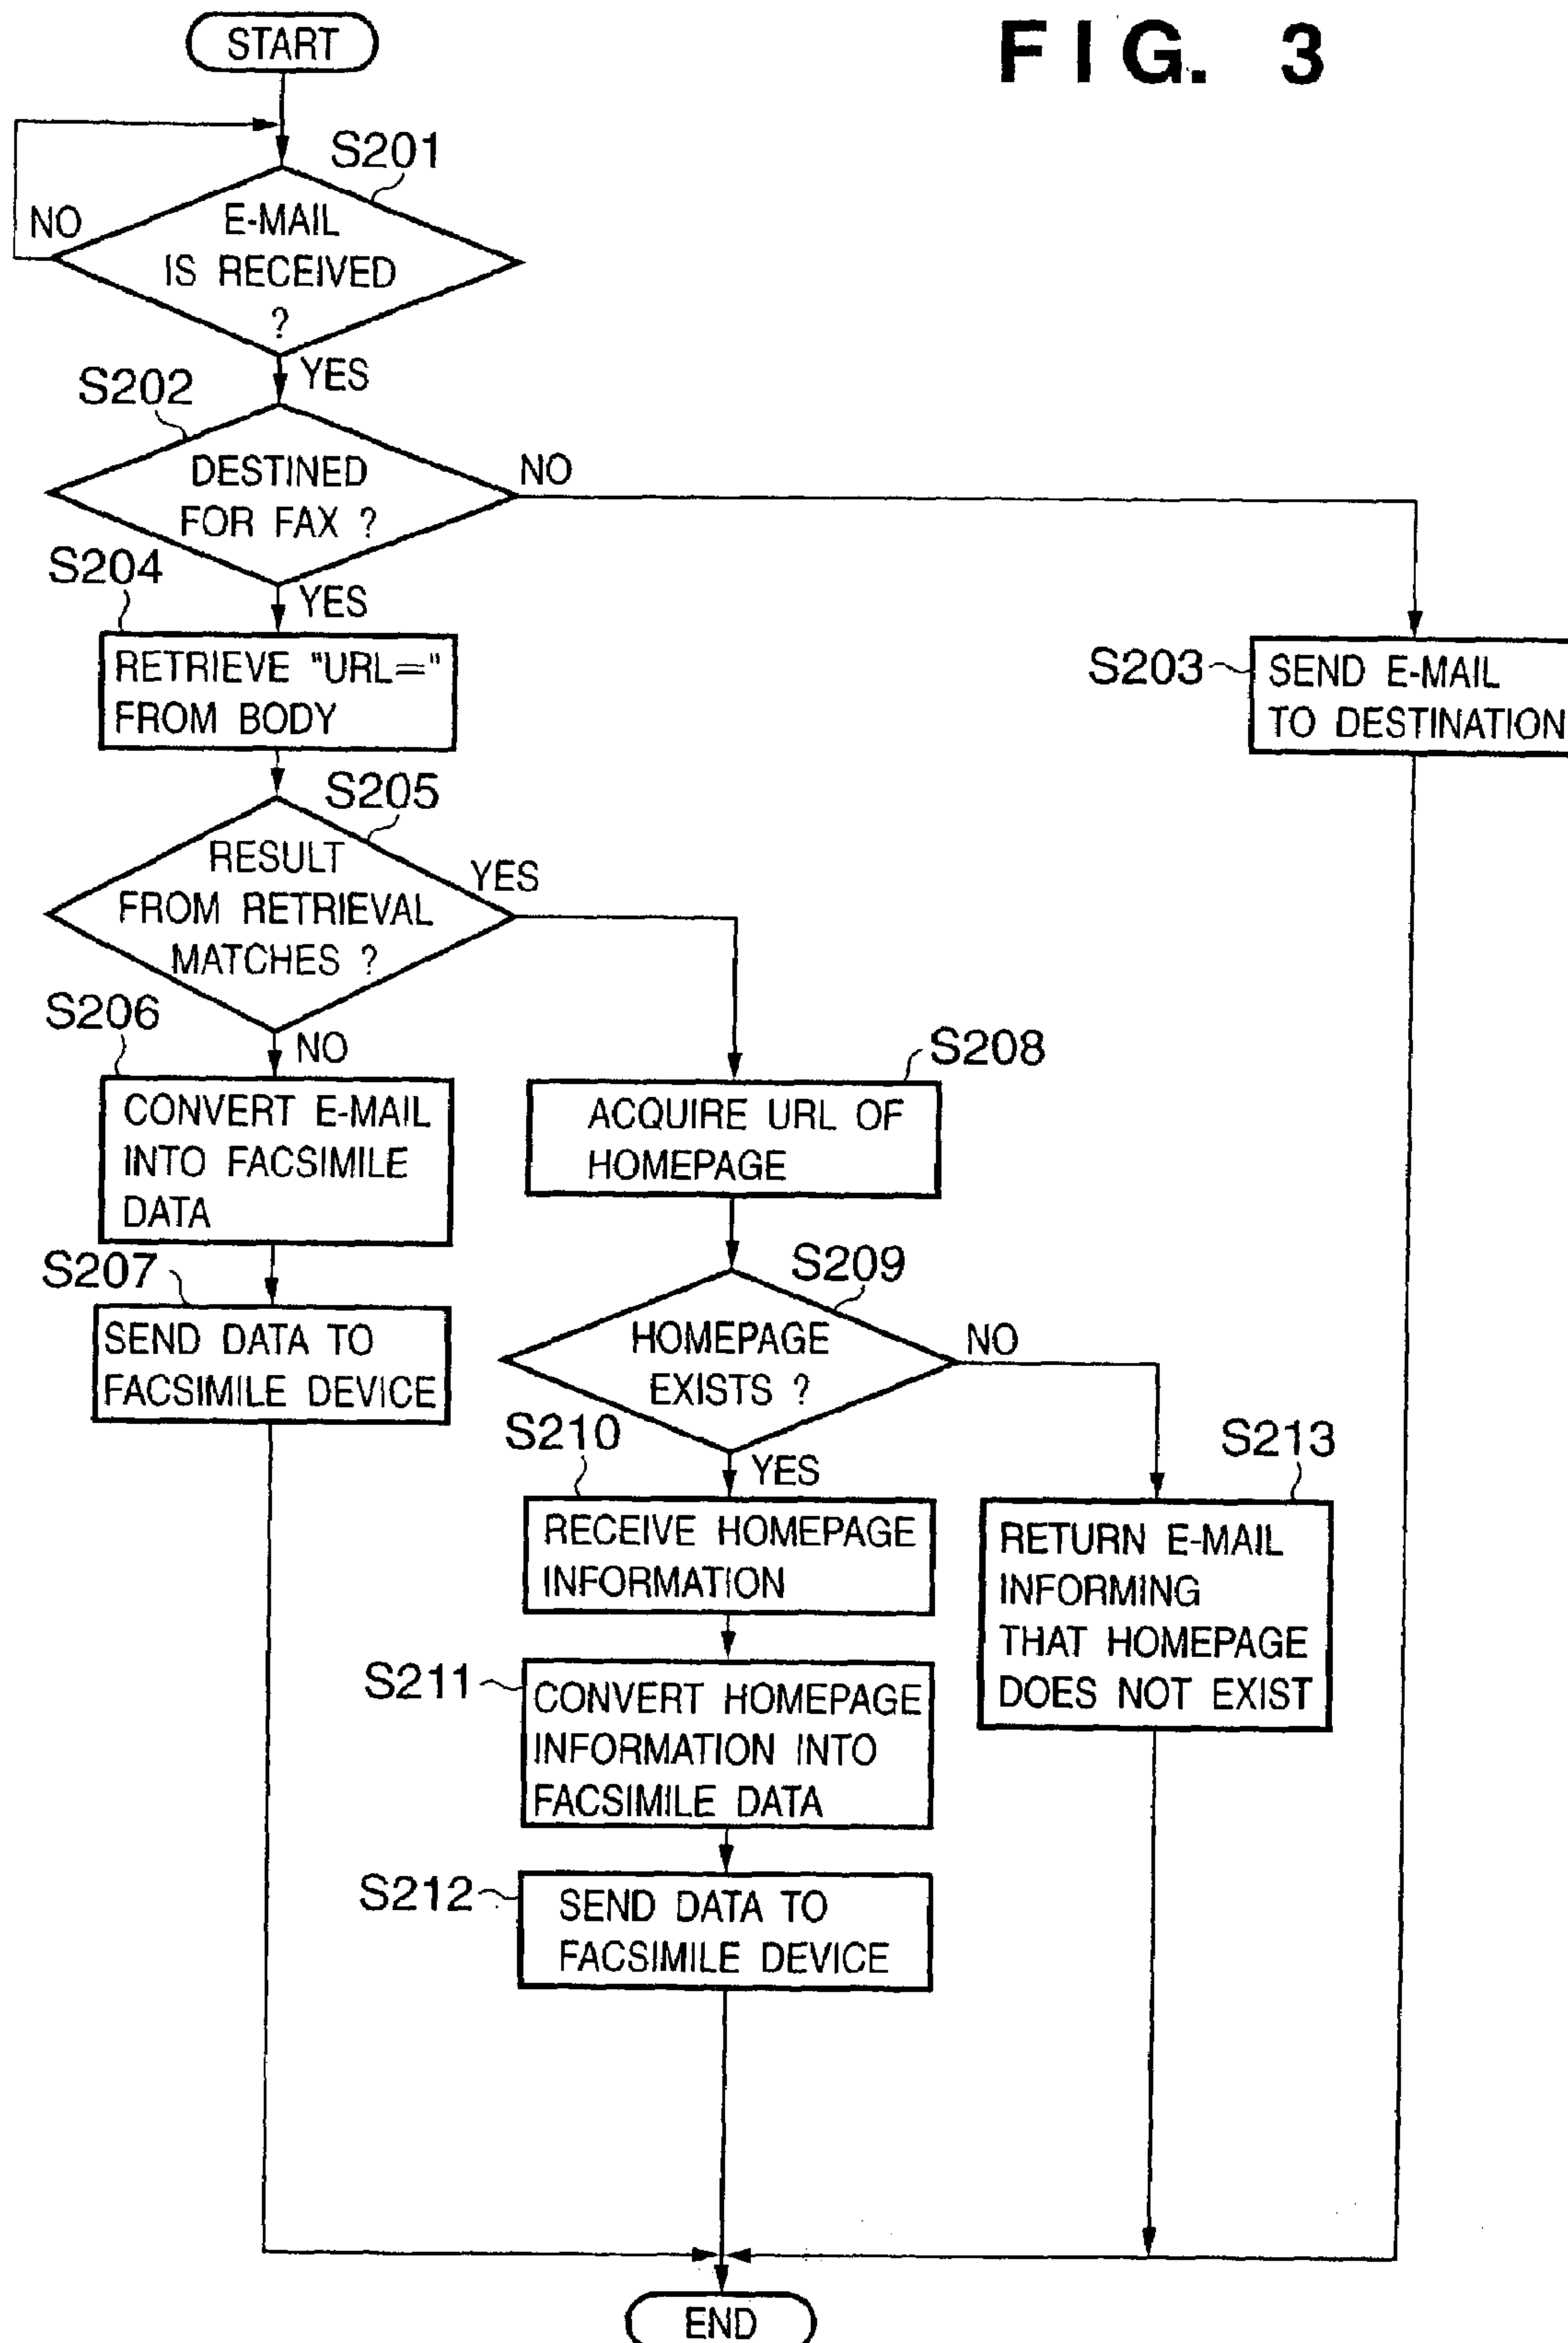 FIG. 3
START
S201
NO
E-MAIL
IS RECEIVED
?
YES
S202
DESTINED
FOR FAX ?
NO
YES
S204
RETRIEVE "URL="
FROM BODY
S203
SEND E-MAIL
TO DESTINATION
S205
RESULT
FROM RETRIEVAL
MATCHES ?
YES
NO
S206
CONVERT E-MAIL
INTO FACSIMILE
DATA
S207
SEND DATA TO
FACSIMILE DEVICE
S208
ACQUIRE URL OF
HOMEPAGE
S209
HOMEPAGE
EXISTS ?
NO
YES
S210
RECEIVE HOMEPAGE
INFORMATION
S213
RETURN E-MAIL
INFORMING
THAT HOMEPAGE
DOES NOT EXIST
S211
CONVERT HOMEPAGE
INFORMATION INTO
FACSIMILE DATA
S212
SEND DATA TO
FACSIMILE DEVICE
END